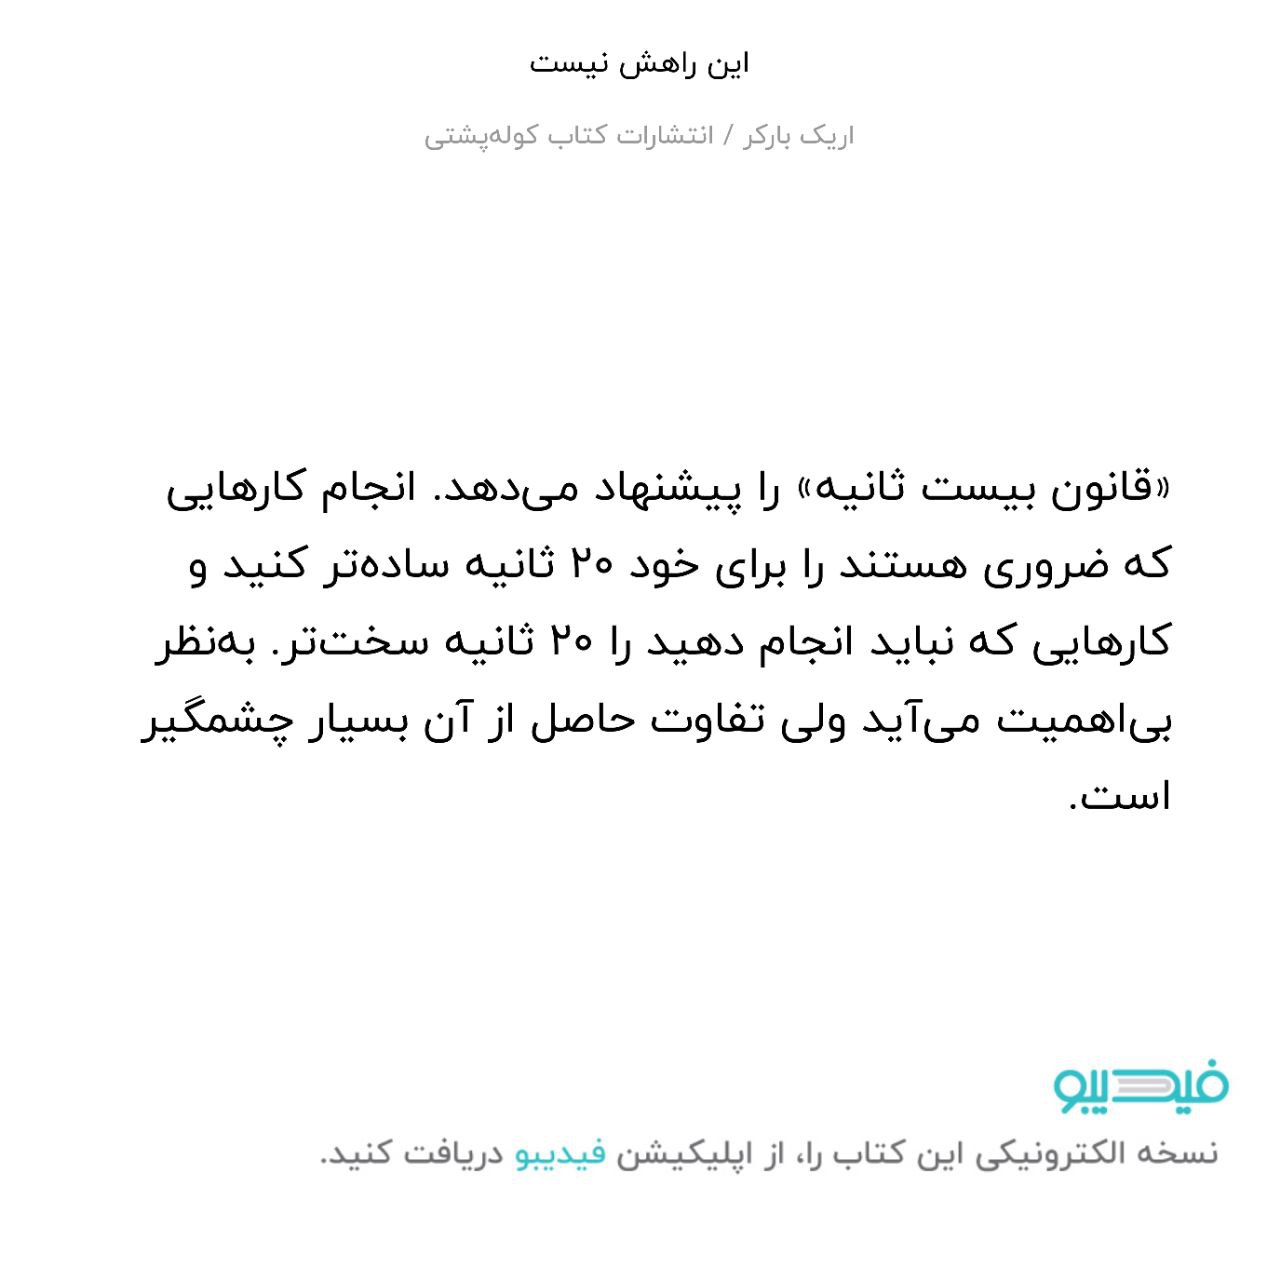 این راهش نیست
اریک بارکر / انتشارات کتاب کوله‌پشتی
«قانون بیست ثانیه» را پیشنهاد می‌دهد. انجام کارهایی
که ضروری هستند را برای خود ۲۰ ثانیه ساده‌تر کنید و
کارهایی که نباید انجام دهید را ۲۰ ثانیه سخت‌تر. به‌نظر
بی‌اهمیت می‌آید ولی تفاوت حاصل از آن بسیار چشمگیر
است.
فیدیبو
نسخه الکترونیکی این کتاب را، از اپلیکیشن فیدیبو دریافت کنید.